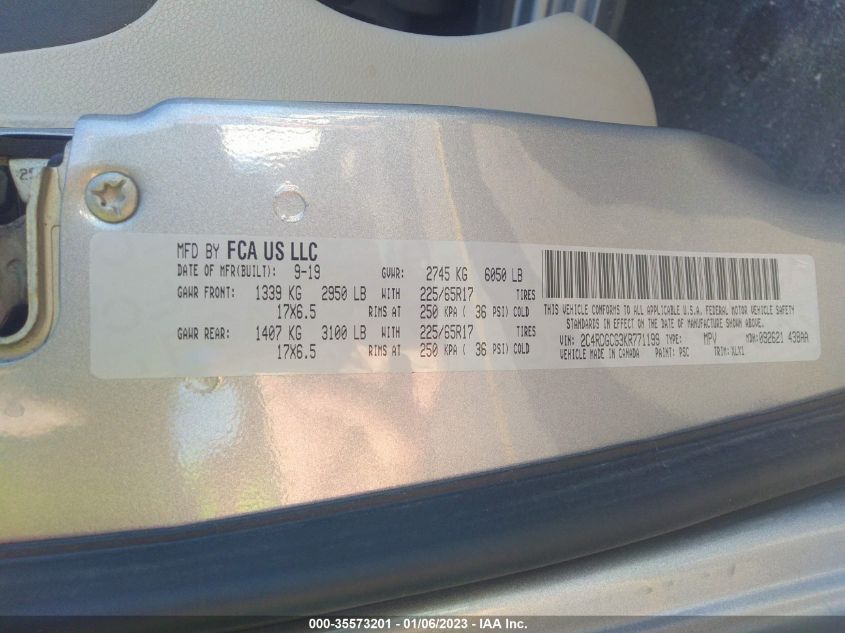 25
MFD BY FCA US LLC
DATE OF MFR(BUILT): 9-19 GVWR: 2745 KG 6050 LB
GAWR FRONT: 1339 KG 2950 LB WITH 225/65R17 TIRES
17X6.5 RIMS AT 250 KPA ( 36 PSI) COLD
GAWR REAR: 1407 KG 3100 LB WITH 225/65R17 TIRES
17X6.5 RIMS AT 250 KPA ( 36 PSI) COLD
THIS VEHICLE CONFORMS TO ALL APPLICABLE U.S.A. FEDERAL MOTOR VEHICLE SAFETY
STANDARDS IN EFFECT ON THE DATE OF MANUFACTURE SHOWN ABOVE.
VIN: 2C4RDGCG3KR771199 TYPE: MPV MDH: 092621 438AA
VEHICLE MADE IN CANADA PAINT: PSC TRIM: XLX1
000-35573201 - 01/06/2023 - IAA Inc.